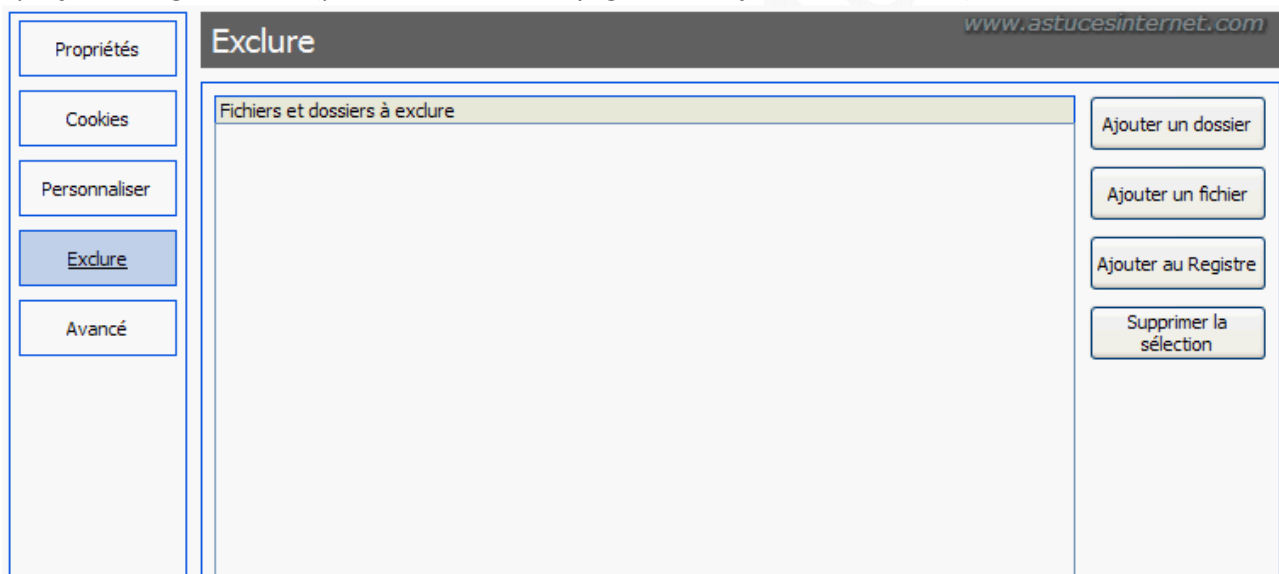 Propriétés
Cookies
Personnaliser
Exclure
Avancé
Exclure
www.astucesinternet.com
Fichiers et dossiers à exclure
Ajouter un dossier
Ajouter un fichier
Ajouter au Registre
Supprimer la
sélection